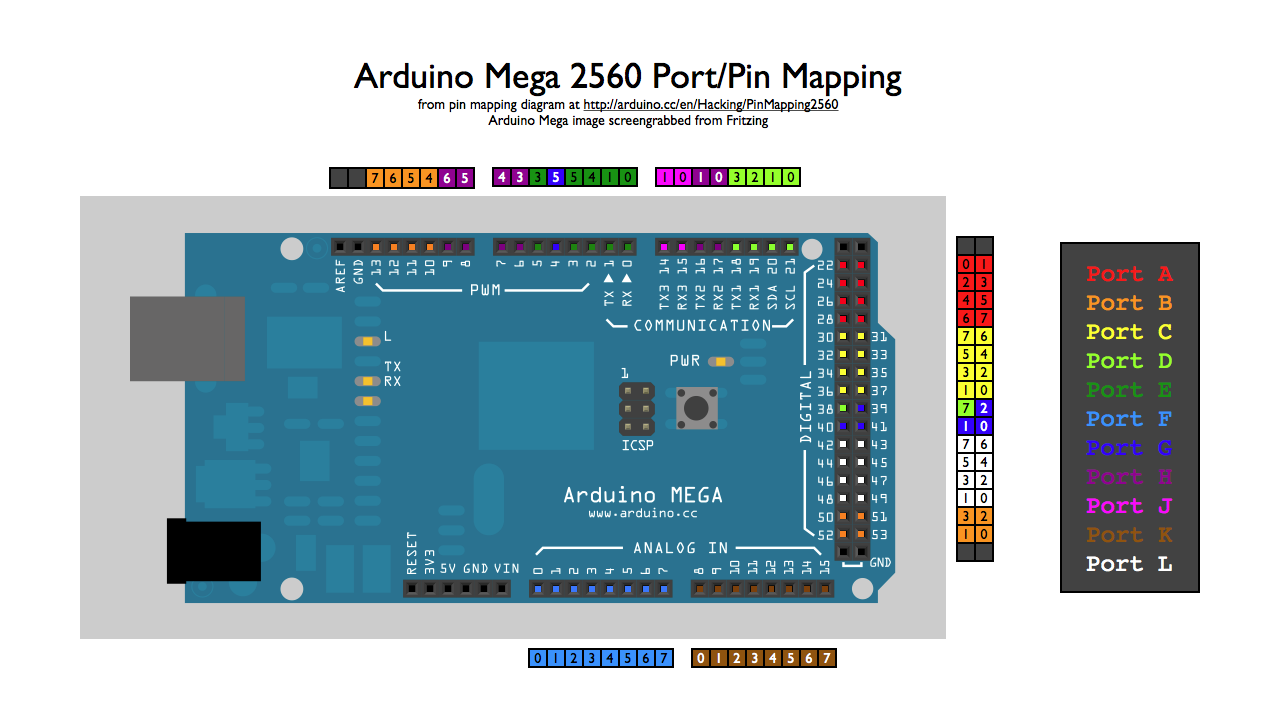 Arduino Mega 2560 Port/Pin Mapping
from pin mapping diagram at http://arduino.cc/en/Hacking/PinMapping2560
Arduino Mega image screengrabbed from Fritzing
7 6 5 4 6 5
4 3 3 5 5 4 1 0
1 0 1 0 3 2 1 0
AREF GND 13 12 11 10 9 8
7 6 5 4 3 2 1 0
TX3 14 RX3 15 TX2 16 RX2 17 TX1 18 RX1 19 SDA 20 SCL 21
PWM
TX RX
COMMUNICATION
L
TX
RX
PWR
1
ICSP
DIGITAL
22
24
26
28
30 31
32 33
34 35
36 37
38 39
40 41
42 43
44 45
46 47
48 49
50 51
52 53
GND
0 1
2 3
4 5
6 7
7 6
5 4
3 2
1 0
7 2
1 0
7 6
5 4
3 2
1 0
3 2
1 0
Port A
Port B
Port C
Port D
Port E
Port F
Port G
Port H
Port J
Port K
Port L
Arduino MEGA
www.arduino.cc
ANALOG IN
RESET 3V3 5V GND VIN
0 1 2 3 4 5 6 7
8 9 10 11 12 13 14 15
0 1 2 3 4 5 6 7
0 1 2 3 4 5 6 7